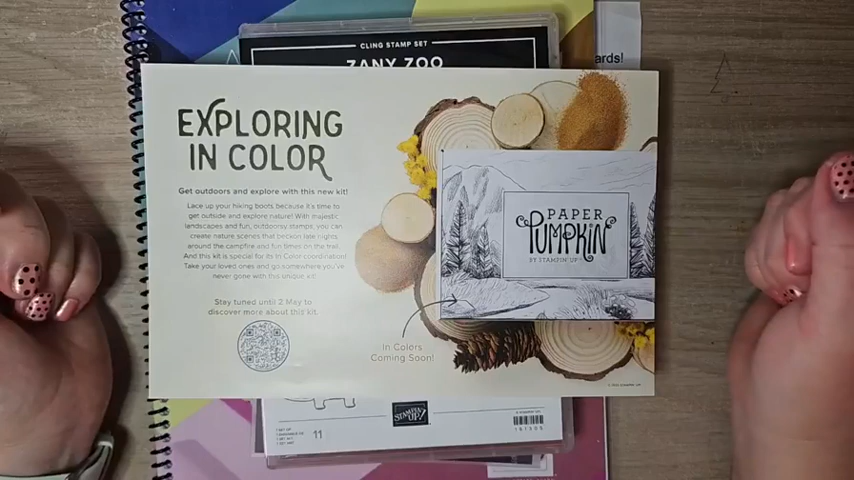 CLING STAMP SET
ZANY ZOO
ards!
EXPLORING
IN COLOR
Get outdoors and explore with this new kit!
Lace up your hiking boots because it's time to
get outside and explore nature! With majestic
landscapes and fun, outdoorsy stamps, you can
create nature scenes that beckon late nights
around the campfire and fun times on the trail.
And this kit is special for its In Color coordination!
Take your loved ones and go somewhere you've
never gone with this unique kit!
Stay tuned until 2 May to
discover more about this kit.
PAPER
PUMPKIN
BY STAMPIN' UP!
In Colors
Coming Soon!
STAMPIN' UP!
11